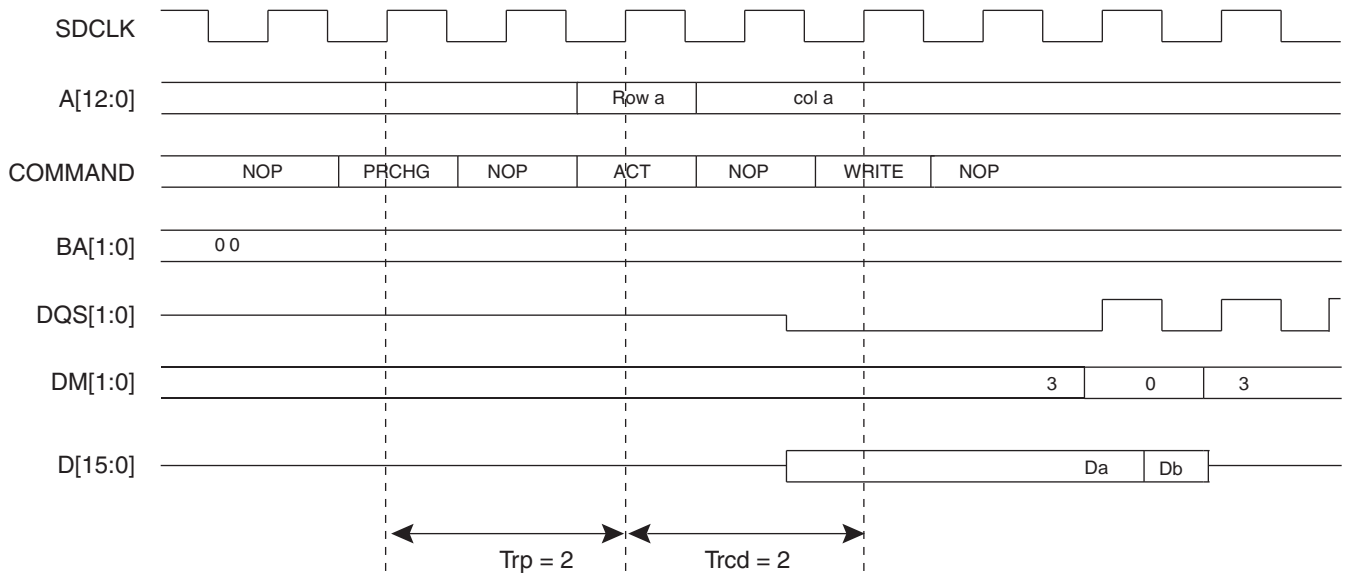 SDCLK
A[12:0] Row a col a
COMMAND NOP PRCHG NOP ACT NOP WRITE NOP
BA[1:0] 0 0
DQS[1:0]
DM[1:0] 3 0 3
D[15:0] Da Db
Trp = 2 Trcd = 2